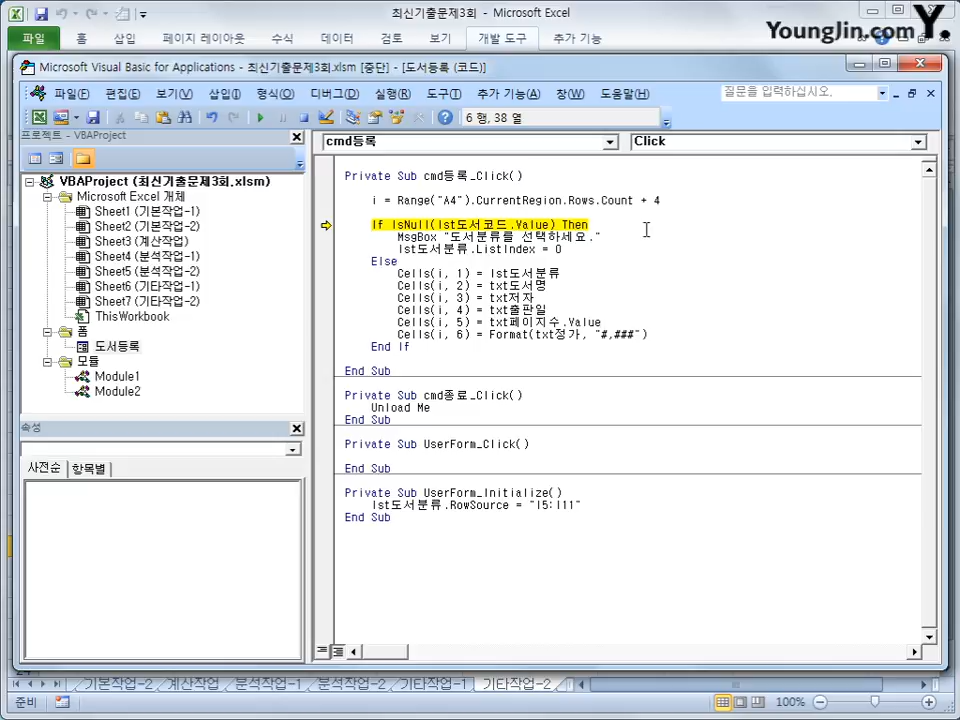 최신기출문제3회 - Microsoft Excel
YoungJin.com Y.
파일 홈 삽입 페이지 레이아웃 수식 데이터 검토 보기 개발 도구 추가 기능
Microsoft Visual Basic for Applications - 최신기출문제3회.xlsm [중단] - [도서등록 (코드)]
파일(F) 편집(E) 보기(V) 삽입(I) 형식(O) 디버그(D) 실행(R) 도구(T) 추가 기능(A) 창(W) 도움말(H) 질문을 입력하십시오.
6 행, 38 열
프로젝트 - VBAProject
cmd등록 Click
VBAProject (최신기출문제3회.xlsm)
Microsoft Excel 개체
Sheet1 (기본작업-1)
Sheet2 (기본작업-2)
Sheet3 (계산작업)
Sheet4 (분석작업-1)
Sheet5 (분석작업-2)
Sheet6 (기타작업-1)
Sheet7 (기타작업-2)
ThisWorkbook
폼
도서등록
모듈
Module1
Module2
속성
사전순 항목별
Private Sub cmd등록_Click()
i = Range("A4").CurrentRegion.Rows.Count + 4
If IsNull(lst도서코드.Value) Then
MsgBox "도서분류를 선택하세요."
lst도서분류.ListIndex = 0
Else
Cells(i, 1) = lst도서분류
Cells(i, 2) = txt도서명
Cells(i, 3) = txt저자
Cells(i, 4) = txt출판일
Cells(i, 5) = txt페이지수.Value
Cells(i, 6) = Format(txt정가, "#,###")
End If
End Sub
Private Sub cmd종료_Click()
Unload Me
End Sub
Private Sub UserForm_Click()
End Sub
Private Sub UserForm_Initialize()
lst도서분류.RowSource = "I5:I11"
End Sub
기본작업-2 계산작업 분석작업-1 분석작업-2 기타작업-1 기타작업-2
준비 100%